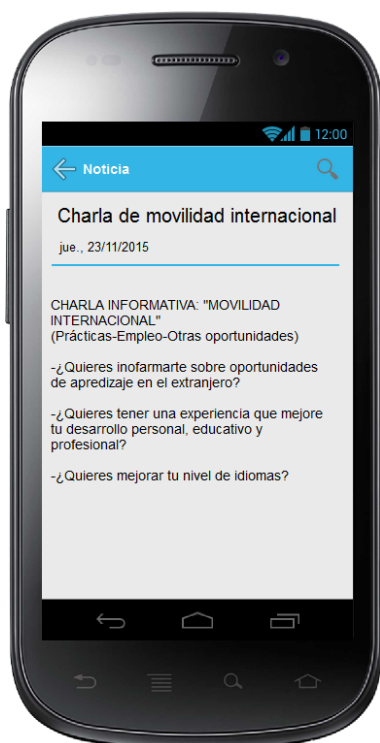 12:00
Noticia
Charla de movilidad internacional
jue., 23/11/2015
CHARLA INFORMATIVA: "MOVILIDAD
INTERNACIONAL"
(Prácticas-Empleo-Otras oportunidades)
-¿Quieres inofarmarte sobre oportunidades
de apredizaje en el extranjero?
-¿Quieres tener una experiencia que mejore
tu desarrollo personal, educativo y
profesional?
-¿Quieres mejorar tu nivel de idiomas?